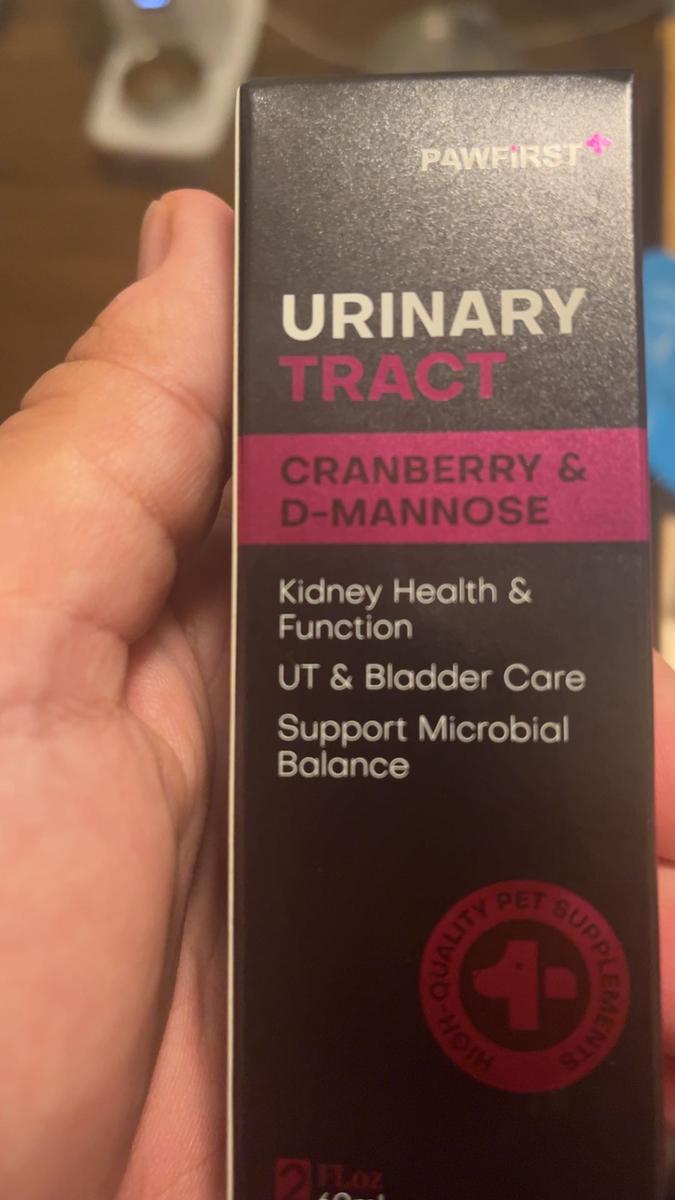 PAWFiRST
URINARY
TRACT
CRANBERRY &
D-MANNOSE
Kidney Health &
Function
UT & Bladder Care
Support Microbial
Balance
HIGH-QUALITY PET SUPPLEMENTS
2 FL.oz
60ml